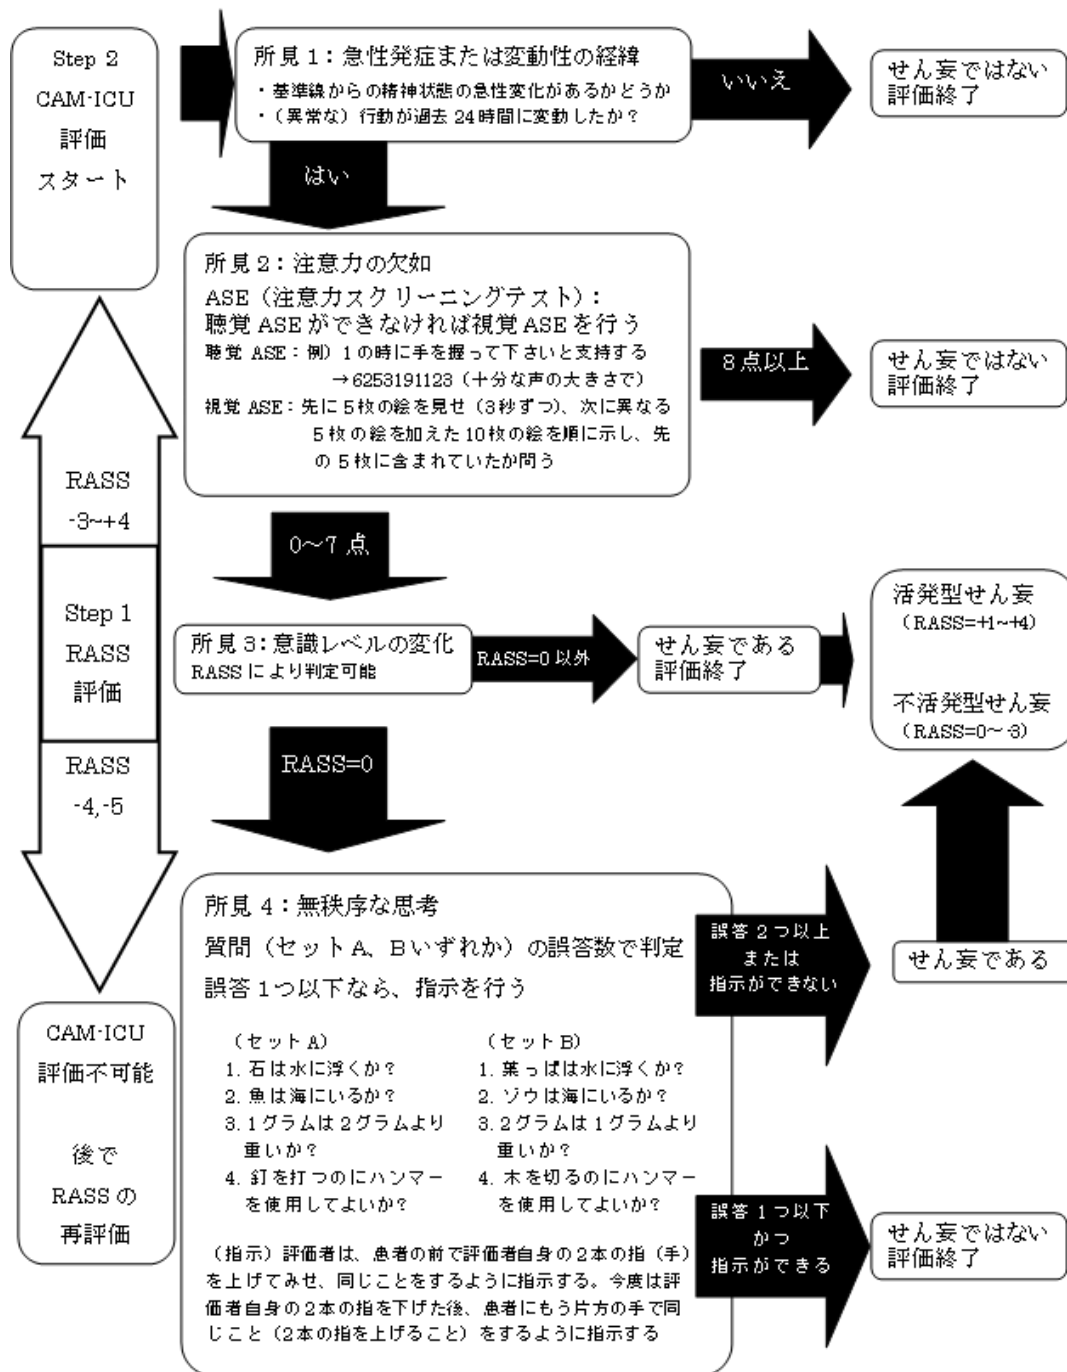 Step 2
CAM-ICU
評価
スタート
所見 1：急性発症または変動性の経緯
・基準線からの精神状態の急性変化があるかどうか
・（異常な）行動が過去 24時間に変動したか？
いいえ
せん妄ではない
評価終了
はい
所見 2：注意力の欠如
ASE（注意力スクリーニングテスト）：
聴覚 ASEができなければ視覚 ASEを行う
聴覚 ASE：例）1の時に手を握って下さいと支持する
→6253191123（十分な声の大きさで）
視覚 ASE：先に 5枚の絵を見せ（3秒ずつ）、次に異なる
5枚の絵を加えた 10枚の絵を順に示し、先
の 5枚に含まれていたか問う
8点以上
せん妄ではない
評価終了
RASS
-3~+4
0～7 点
Step 1
RASS
評価
所見 3：意識レベルの変化
RASSにより判定可能
RASS=0 以外
せん妄である
評価終了
活発型せん妄
（RASS=+1~+4）
不活発型せん妄
（RASS=0～-3）
RASS
-4,-5
RASS=0
所見 4：無秩序な思考
質問（セット A、Bいずれか）の誤答数で判定
誤答 1つ以下なら、指示を行う
（セット A）
1. 石は水に浮くか？
2. 魚は海にいるか？
3. 1グラムは 2グラムより
重いか？
4. 釘を打つのにハンマー
を使用してよいか？
（セット B）
1. 葉っぱは水に浮くか？
2. ゾウは海にいるか？
3. 2グラムは 1グラムより
重いか？
4. 木を切るのにハンマー
を使用してよいか？
（指示）評価者は、患者の前で評価者自身の2本の指（手）
を上げてみせ、同じことをするように指示する。今度は評
価者自身の2本の指を下げた後、患者にもう片方の手で同
じこと（2本の指を上げること）をするように指示する
誤答 2つ以上
または
指示ができない
せん妄である
誤答 1つ以下
かつ
指示ができる
せん妄ではない
評価終了
CAM-ICU
評価不可能
後で
RASSの
再評価